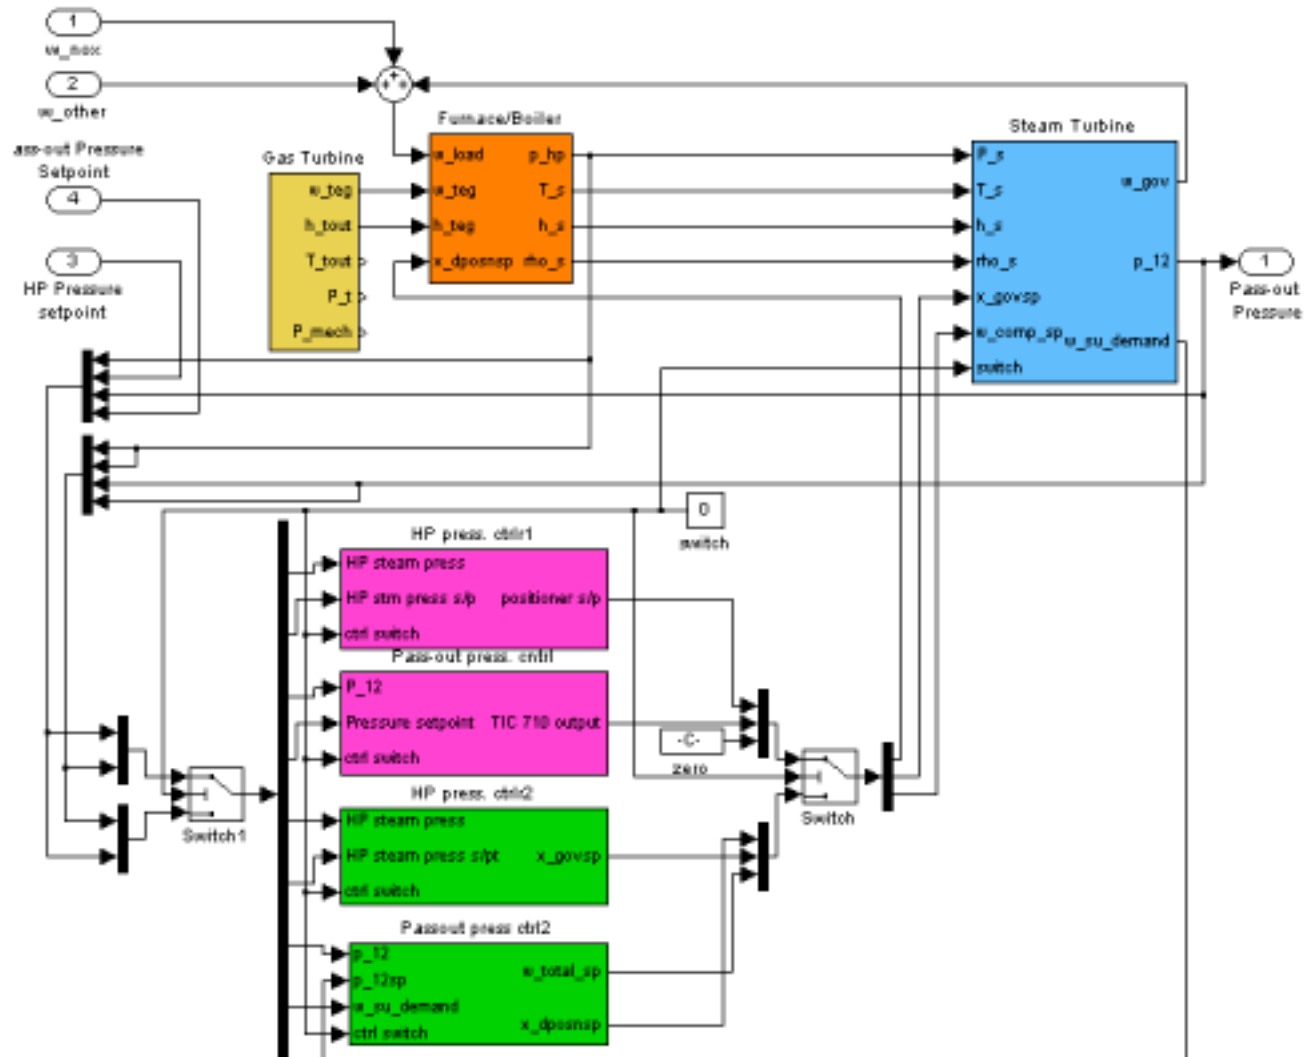 1
w_nox
2
w_other
ass-out Pressure
Setpoint
4
3
HP Pressure
setpoint
Gas Turbine
w_teg
h_tout
T_tout
P_t
P_mech
Furnace/Boiler
w_load
w_teg
h_teg
x_dposnsp
p_hp
T_s
h_s
rho_s
Steam Turbine
P_s
T_s
h_s
rho_s
x_govsp
w_comp_sp
switch
w_gov
p_12
w_su_demand
1
Pass-out
Pressure
0
switch
HP press. ctrlr1
HP steam press
HP stm press s/p positioner s/p
ctrl switch
Pass-out press. cntrl
P_12
Pressure setpoint TIC 710 output
ctrl switch
-C-
zero
Switch
Switch1
HP press. ctrlr2
HP steam press
HP steam press s/pt x_govsp
ctrl switch
Passout press ctrl2
p_12
p_12sp
w_su_demand
ctrl switch
w_total_sp
x_dposnsp